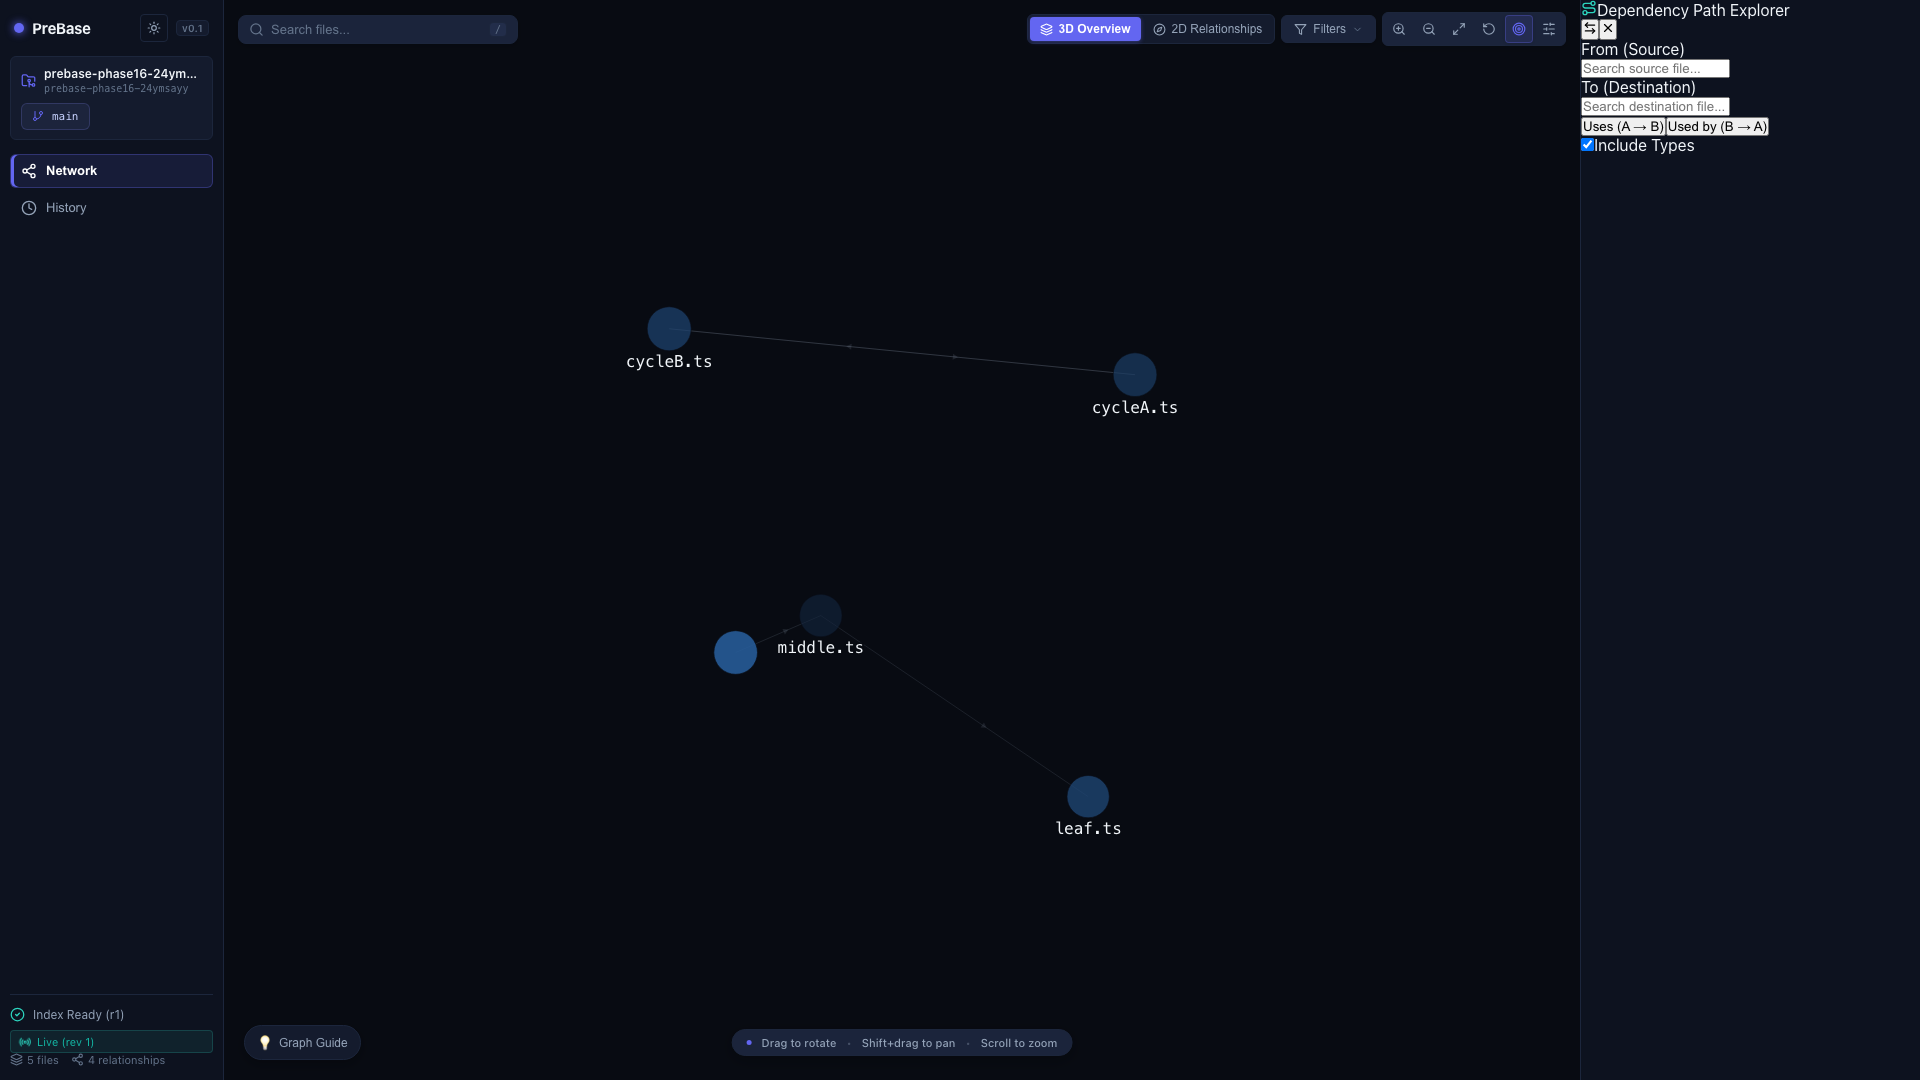 PreBase
v0.1
prebase-phase16-24ym...
prebase-phase16-24ymsayy
main
Network
History
Index Ready (r1)
Live (rev 1)
5 files
4 relationships
Search files...
/
3D Overview
2D Relationships
Filters
cycleB.ts
cycleA.ts
middle.ts
leaf.ts
Graph Guide
Drag to rotate · Shift+drag to pan · Scroll to zoom
Dependency Path Explorer
From (Source)
Search source file...
To (Destination)
Search destination file...
Uses (A → B)
Used by (B → A)
Include Types